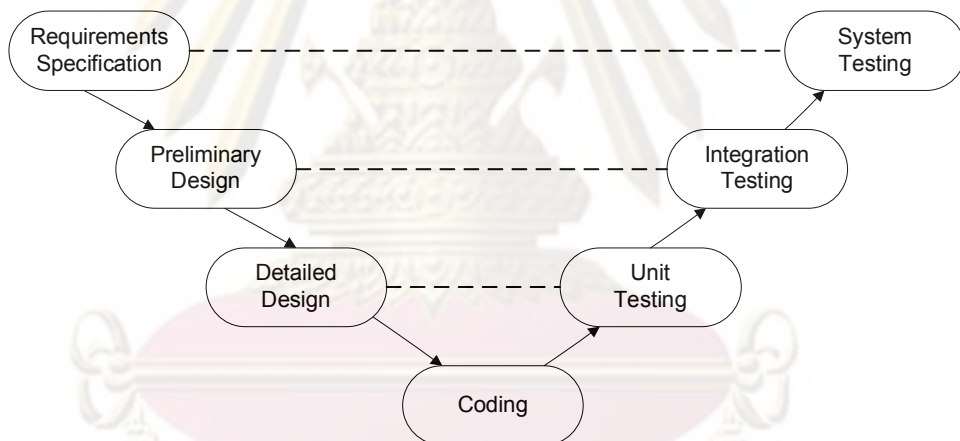 Requirements
Specification
System
Testing
Preliminary
Design
Integration
Testing
Detailed
Design
Unit
Testing
Coding